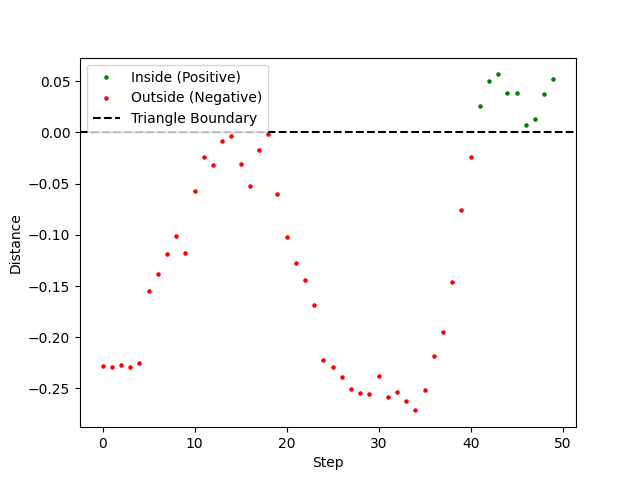 Inside (Positive)
Outside (Negative)
Triangle Boundary
0.05
0.00
−0.05
−0.10
−0.15
−0.20
−0.25
Distance
0 10 20 30 40 50
Step